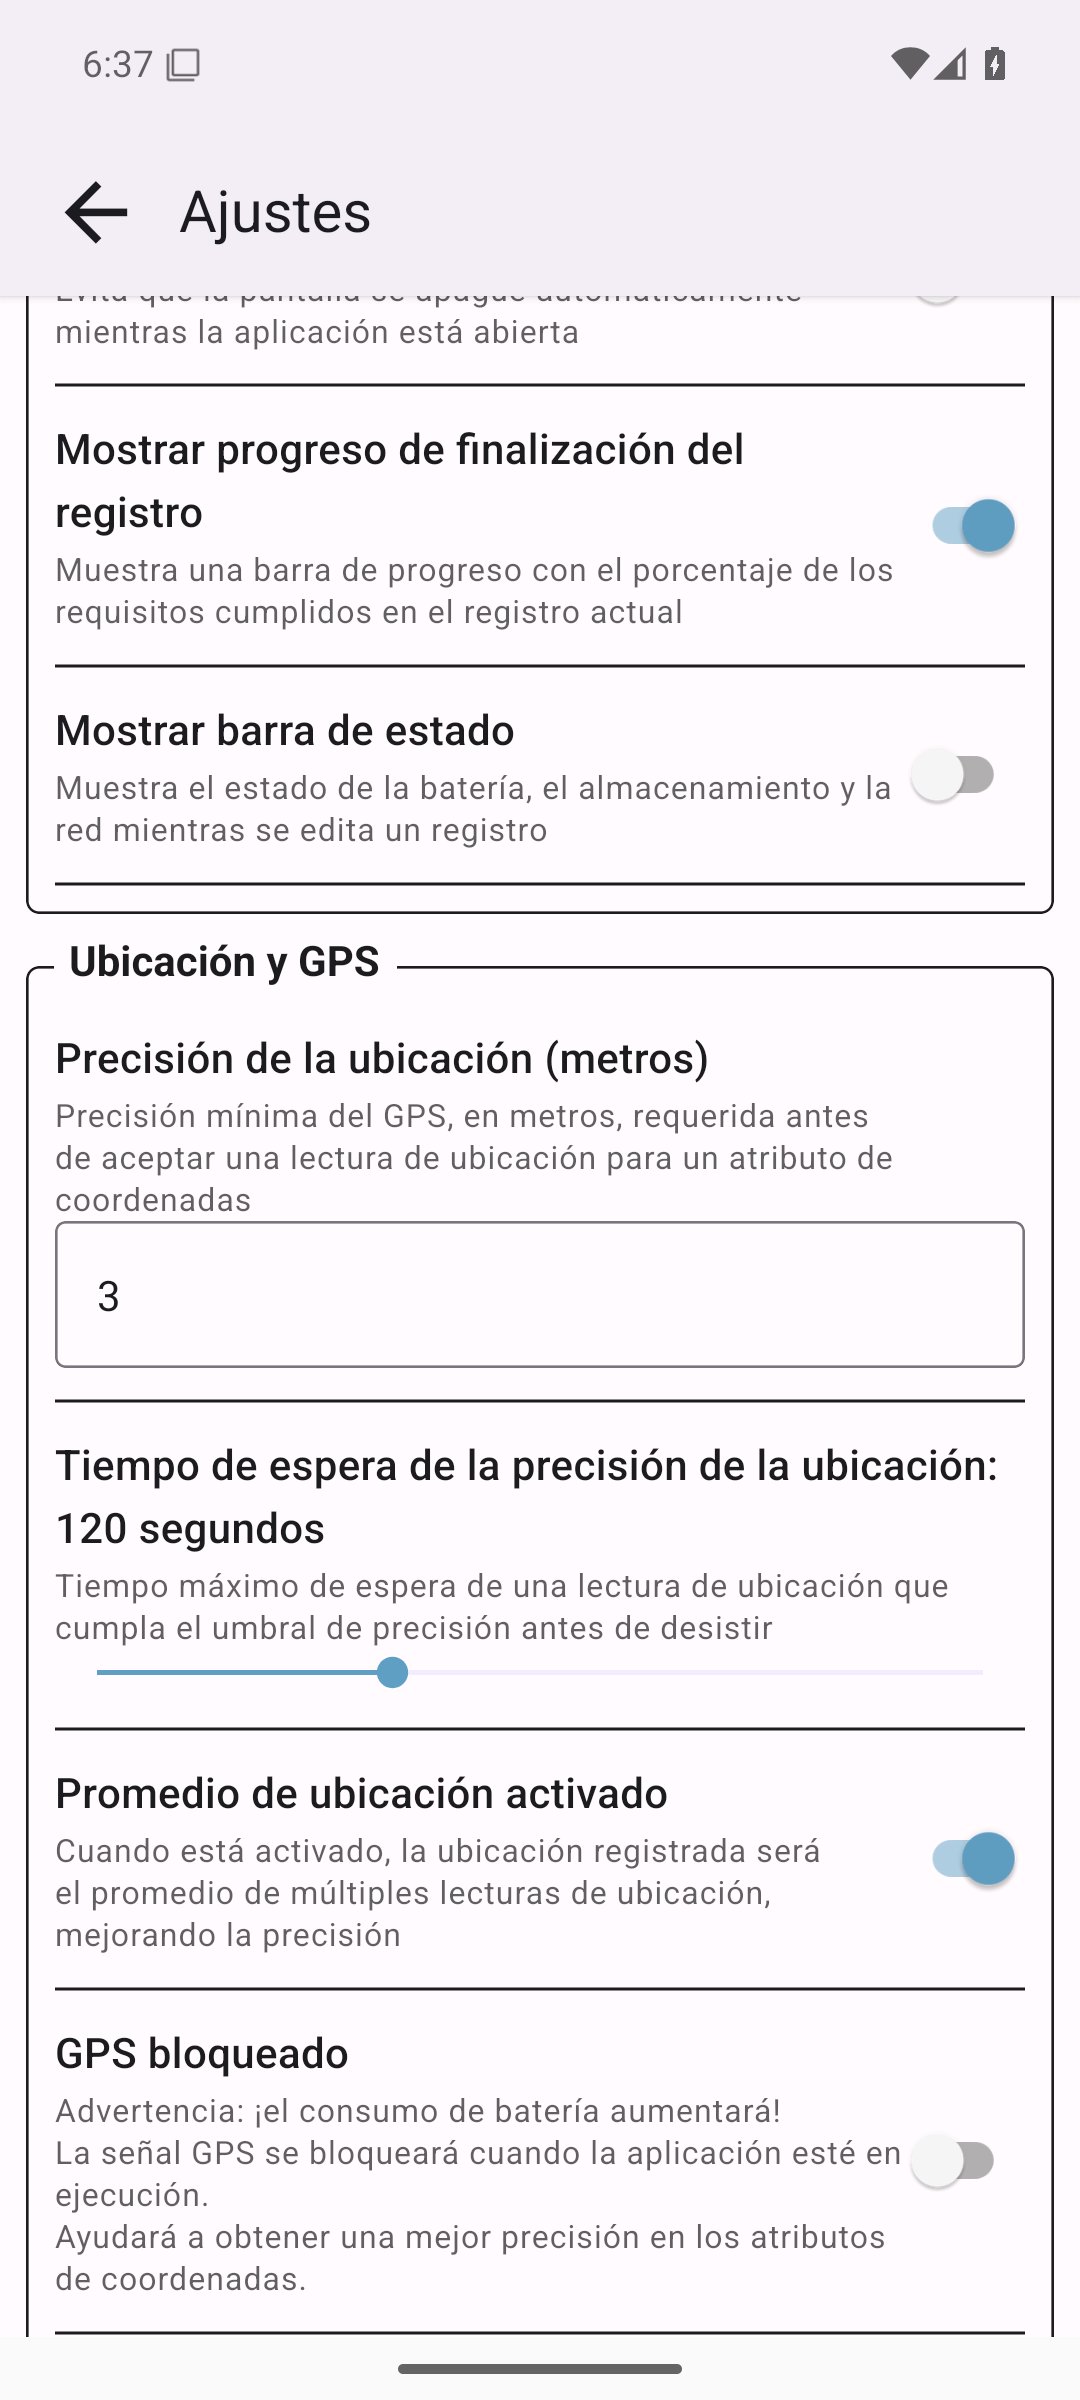 6:37
Ajustes
Evita que la pantalla se apague automáticamente
mientras la aplicación está abierta
Mostrar progreso de finalización del
registro
Muestra una barra de progreso con el porcentaje de los
requisitos cumplidos en el registro actual
Mostrar barra de estado
Muestra el estado de la batería, el almacenamiento y la
red mientras se edita un registro
Ubicación y GPS
Precisión de la ubicación (metros)
Precisión mínima del GPS, en metros, requerida antes
de aceptar una lectura de ubicación para un atributo de
coordenadas
3
Tiempo de espera de la precisión de la ubicación:
120 segundos
Tiempo máximo de espera de una lectura de ubicación que
cumpla el umbral de precisión antes de desistir
Promedio de ubicación activado
Cuando está activado, la ubicación registrada será
el promedio de múltiples lecturas de ubicación,
mejorando la precisión
GPS bloqueado
Advertencia: ¡el consumo de batería aumentará!
La señal GPS se bloqueará cuando la aplicación esté en
ejecución.
Ayudará a obtener una mejor precisión en los atributos
de coordenadas.